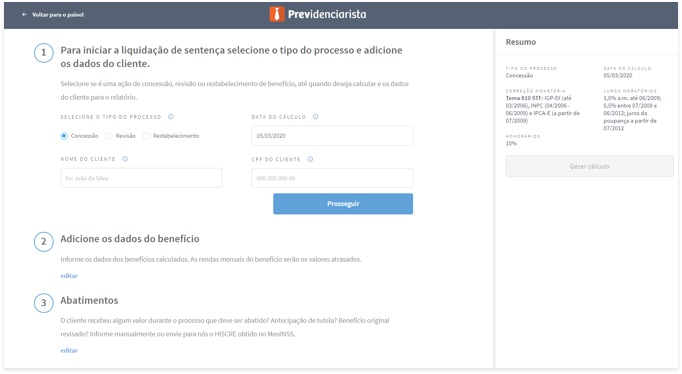 ← Voltar para o painel
Previdenciarista
1
Para iniciar a liquidação de sentença selecione o tipo do processo e adicione
os dados do cliente.
Selecione se é uma ação de concessão, revisão ou restabelecimento de benefício, até quando deseja calcular e os dados
do cliente para o relatório.
SELECIONE O TIPO DO PROCESSO
Concessão
Revisão
Restabelecimento
DATA DO CÁLCULO
05/03/2020
NOME DO CLIENTE
Ex: João da Silva
CPF DO CLIENTE
000.000.000-00
Prosseguir
2
Adicione os dados do benefício
Informe os dados dos benefícios calculados. As rendas mensais do benefício serão os valores atrasados.
editar
3
Abatimentos
O cliente recebeu algum valor durante o processo que deve ser abatido? Antecipação de tutela? Benefício original
revisado? Informe manualmente ou envie para nós o HISCRE obtido no MeuINSS.
editar
Resumo
TIPO DO PROCESSO
Concessão
DATA DO CÁLCULO
05/03/2020
CORREÇÃO MONETÁRIA
Tema 810 STF: IGP-DI (até
03/2006), INPC (04/2006 -
06/2009) e IPCA-E (a partir de
07/2009)
JUROS MORATÓRIOS
1,0% a.m. até 06/2009;
0,5% entre 07/2009 e
06/2012; juros da
poupança a partir de
07/2012
HONORÁRIOS
10%
Gerar cálculo